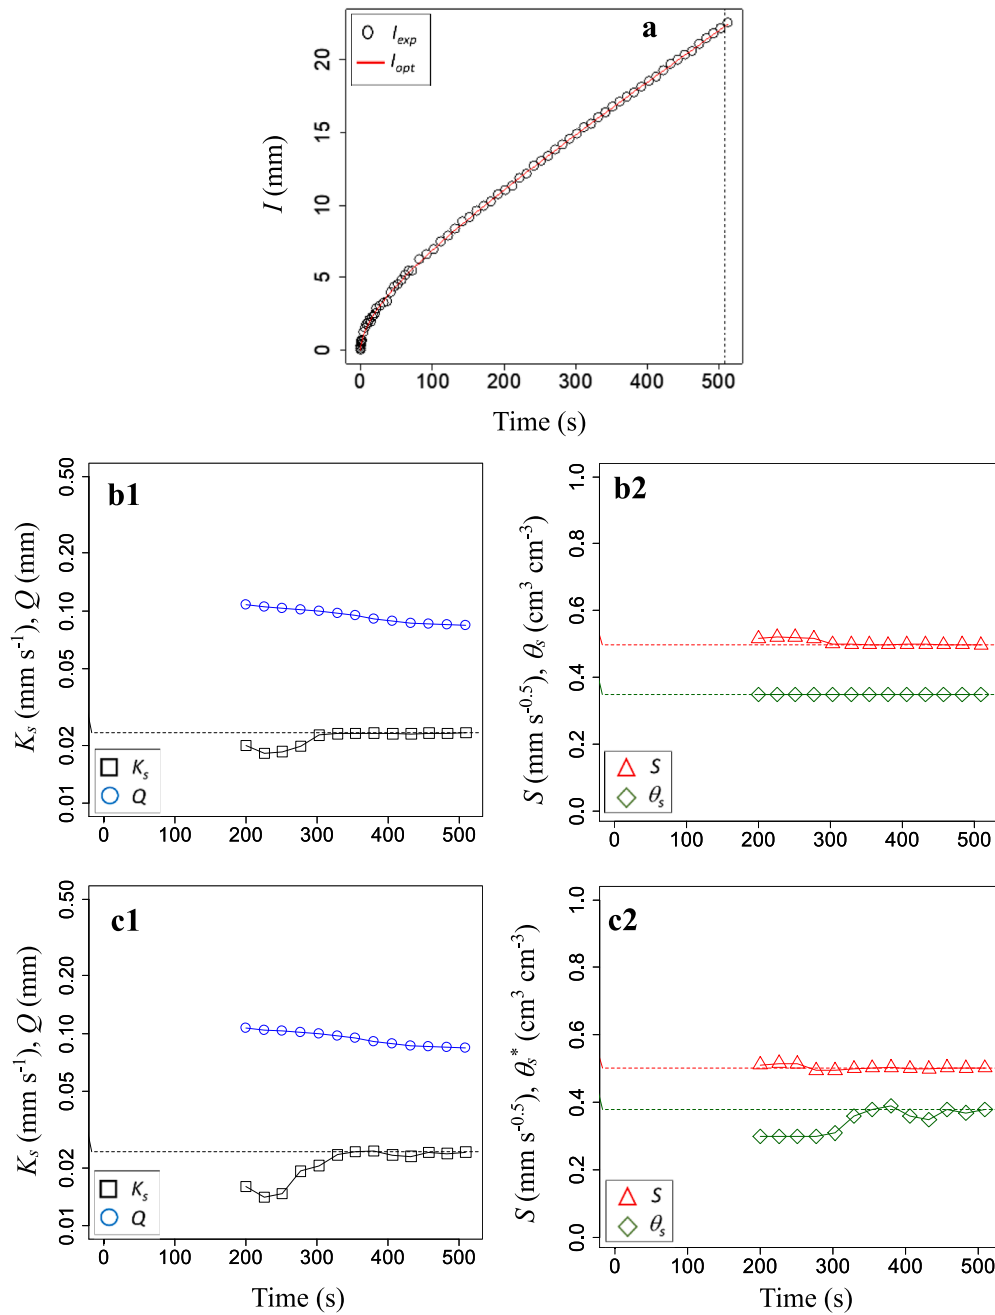 a
I_exp
I_opt
I (mm)
0 5 10 15 20
0 100 200 300 400 500
Time (s)
b1
K_s (mm s^-1), Q (mm)
0.01 0.02 0.05 0.10 0.20 0.50
K_s
Q
0 100 200 300 400 500
b2
S (mm s^-0.5), θ_s (cm^3 cm^-3)
0.0 0.2 0.4 0.6 0.8 1.0
S
θ_s
0 100 200 300 400 500
c1
K_s (mm s^-1), Q (mm)
0.01 0.02 0.05 0.10 0.20 0.50
K_s
Q
0 100 200 300 400 500
Time (s)
c2
S (mm s^-0.5), θ_s^* (cm^3 cm^-3)
0.0 0.2 0.4 0.6 0.8 1.0
S
θ_s
0 100 200 300 400 500
Time (s)